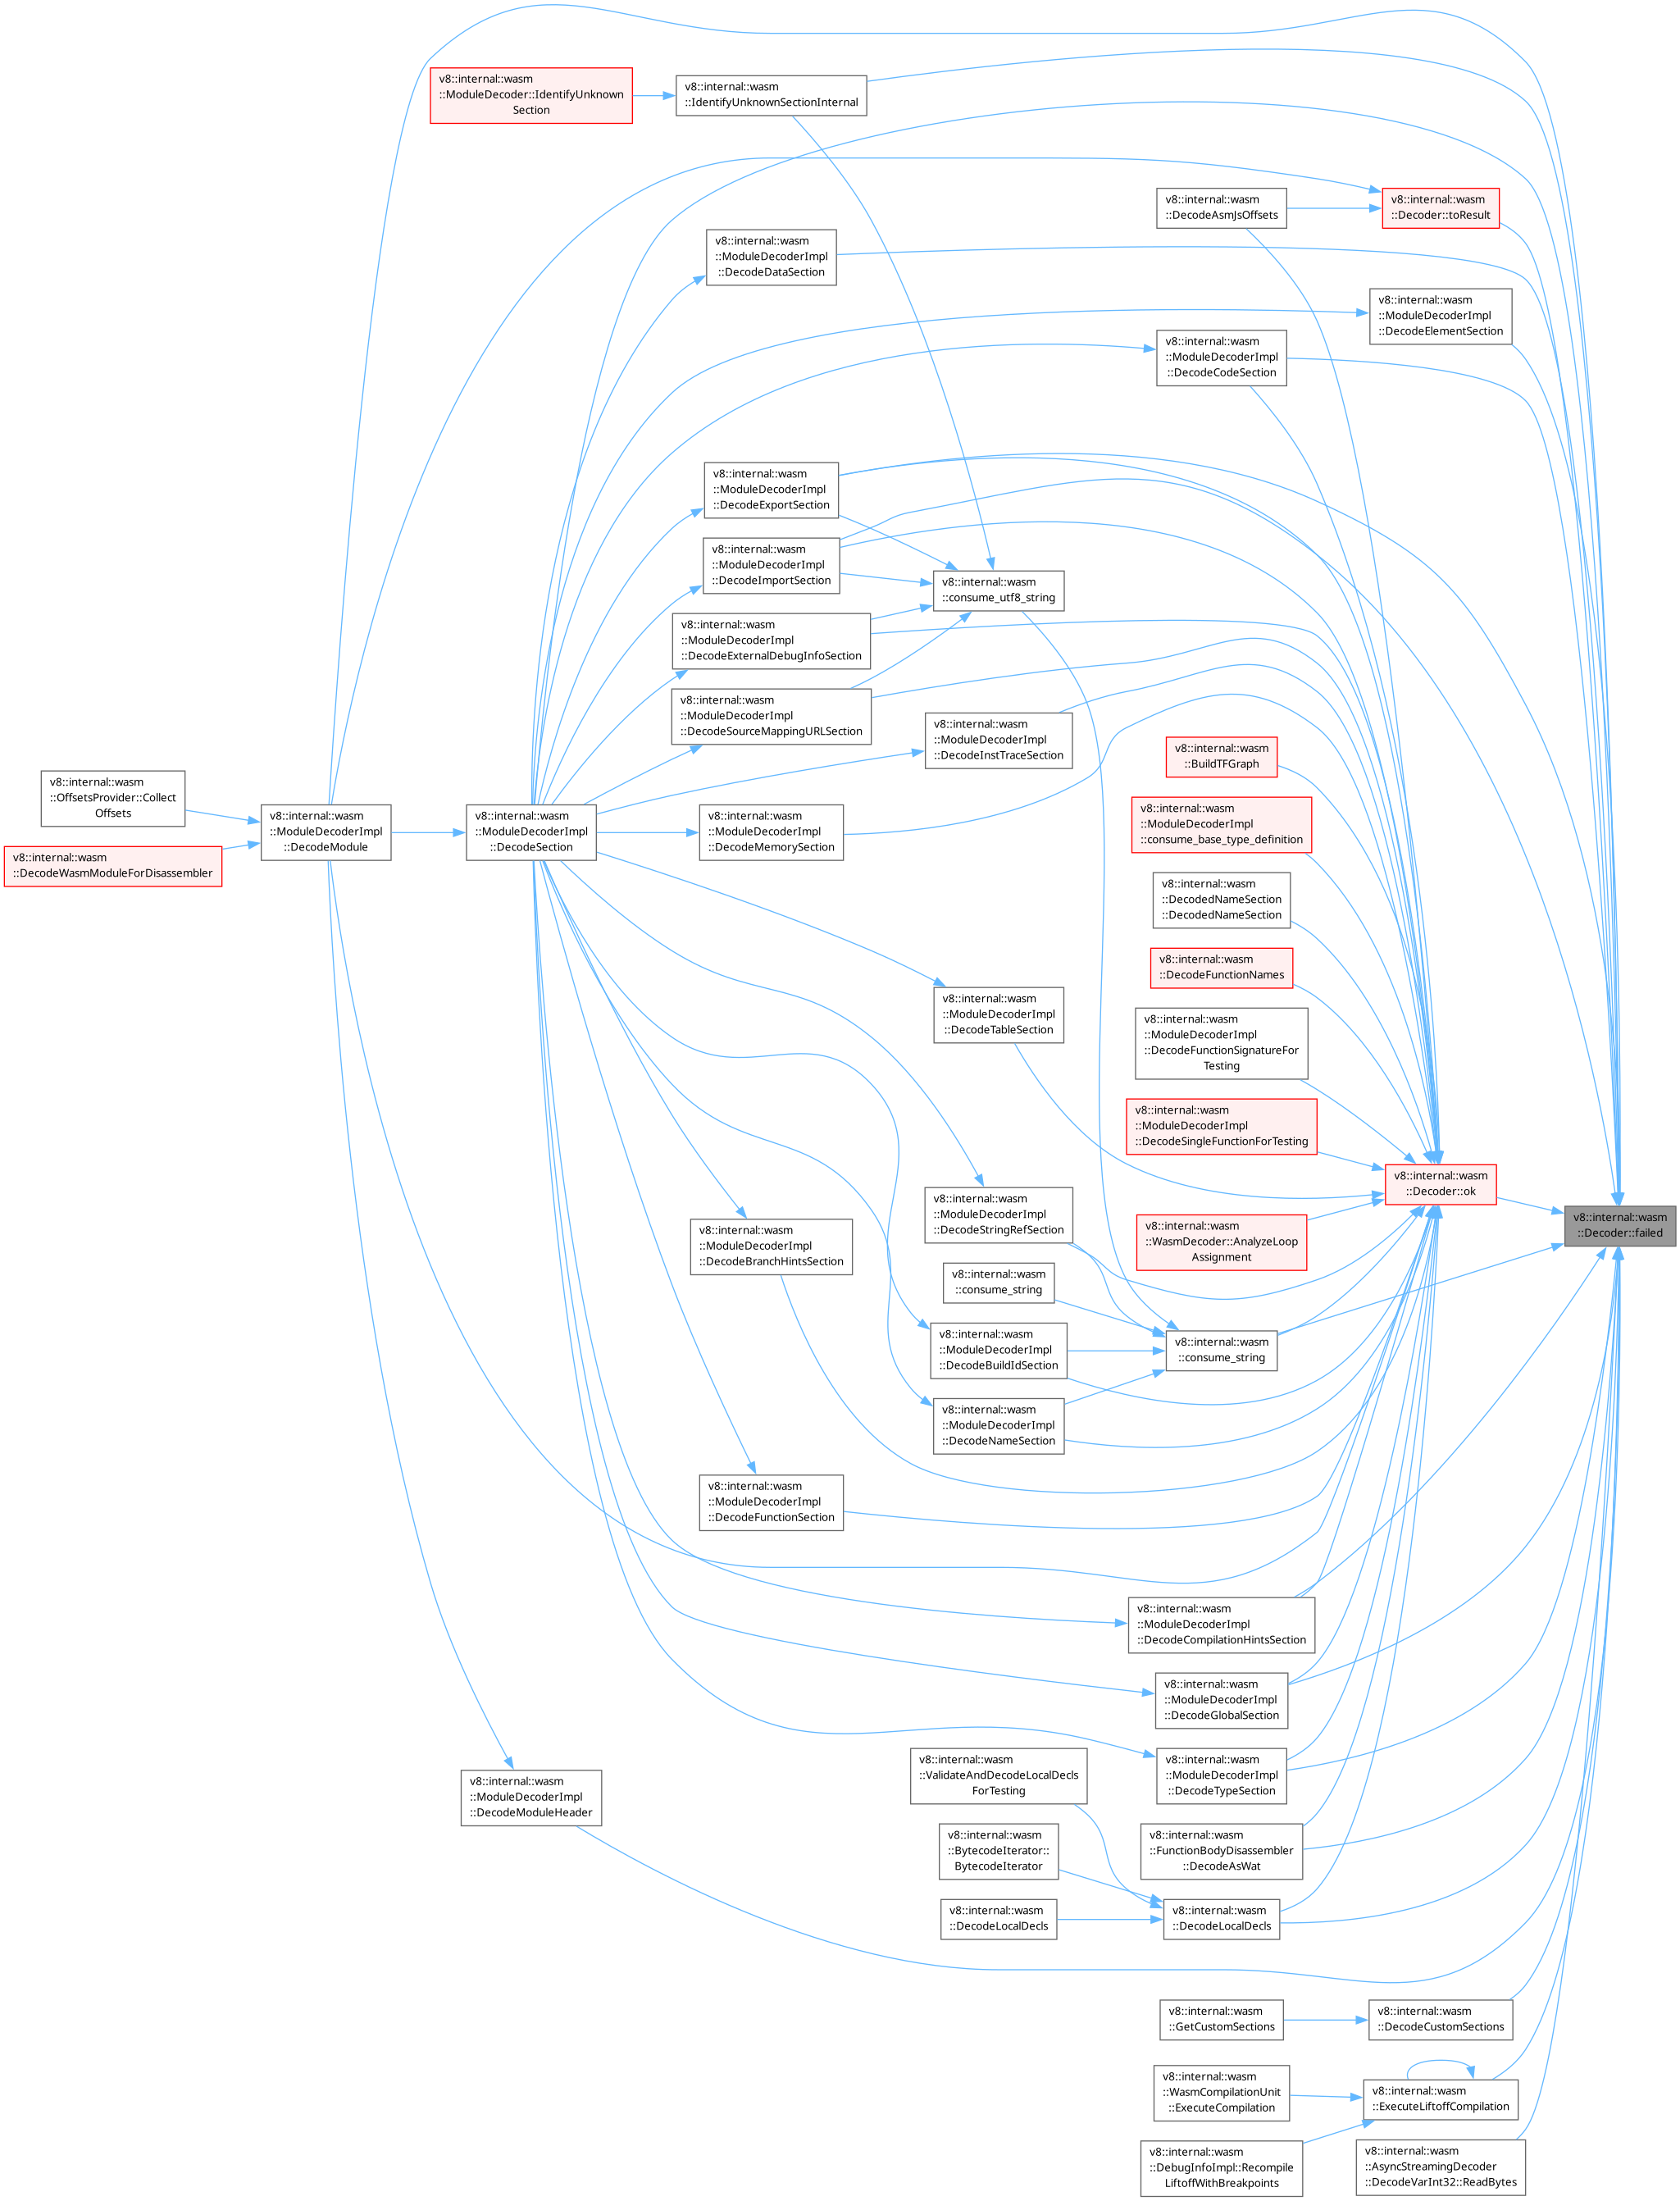 v8::internal::wasm
::ModuleDecoder::IdentifyUnknown
Section
v8::internal::wasm
::IdentifyUnknownSectionInternal
v8::internal::wasm
::DecodeAsmJsOffsets
v8::internal::wasm
::Decoder::toResult
v8::internal::wasm
::ModuleDecoderImpl
::DecodeDataSection
v8::internal::wasm
::ModuleDecoderImpl
::DecodeElementSection
v8::internal::wasm
::ModuleDecoderImpl
::DecodeCodeSection
v8::internal::wasm
::ModuleDecoderImpl
::DecodeExportSection
v8::internal::wasm
::ModuleDecoderImpl
::DecodeImportSection
v8::internal::wasm
::consume_utf8_string
v8::internal::wasm
::ModuleDecoderImpl
::DecodeExternalDebugInfoSection
v8::internal::wasm
::ModuleDecoderImpl
::DecodeSourceMappingURLSection
v8::internal::wasm
::ModuleDecoderImpl
::DecodeInstTraceSection
v8::internal::wasm
::BuildTFGraph
v8::internal::wasm
::OffsetsProvider::Collect
Offsets
v8::internal::wasm
::DecodeWasmModuleForDisassembler
v8::internal::wasm
::ModuleDecoderImpl
::DecodeModule
v8::internal::wasm
::ModuleDecoderImpl
::DecodeSection
v8::internal::wasm
::ModuleDecoderImpl
::DecodeMemorySection
v8::internal::wasm
::ModuleDecoderImpl
::consume_base_type_definition
v8::internal::wasm
::DecodedNameSection
::DecodedNameSection
v8::internal::wasm
::DecodeFunctionNames
v8::internal::wasm
::ModuleDecoderImpl
::DecodeTableSection
v8::internal::wasm
::ModuleDecoderImpl
::DecodeFunctionSignatureFor
Testing
v8::internal::wasm
::ModuleDecoderImpl
::DecodeSingleFunctionForTesting
v8::internal::wasm
::Decoder::ok
v8::internal::wasm
::Decoder::failed
v8::internal::wasm
::ModuleDecoderImpl
::DecodeStringRefSection
v8::internal::wasm
::WasmDecoder::AnalyzeLoop
Assignment
v8::internal::wasm
::ModuleDecoderImpl
::DecodeBranchHintsSection
v8::internal::wasm
::consume_string
v8::internal::wasm
::consume_string
v8::internal::wasm
::ModuleDecoderImpl
::DecodeBuildIdSection
v8::internal::wasm
::ModuleDecoderImpl
::DecodeNameSection
v8::internal::wasm
::ModuleDecoderImpl
::DecodeFunctionSection
v8::internal::wasm
::ModuleDecoderImpl
::DecodeCompilationHintsSection
v8::internal::wasm
::ModuleDecoderImpl
::DecodeGlobalSection
v8::internal::wasm
::ModuleDecoderImpl
::DecodeTypeSection
v8::internal::wasm
::ValidateAndDecodeLocalDecls
ForTesting
v8::internal::wasm
::ModuleDecoderImpl
::DecodeModuleHeader
v8::internal::wasm
::BytecodeIterator::
BytecodeIterator
v8::internal::wasm
::FunctionBodyDisassembler
::DecodeAsWat
v8::internal::wasm
::DecodeLocalDecls
v8::internal::wasm
::DecodeLocalDecls
v8::internal::wasm
::GetCustomSections
v8::internal::wasm
::DecodeCustomSections
v8::internal::wasm
::WasmCompilationUnit
::ExecuteCompilation
v8::internal::wasm
::ExecuteLiftoffCompilation
v8::internal::wasm
::DebugInfoImpl::Recompile
LiftoffWithBreakpoints
v8::internal::wasm
::AsyncStreamingDecoder
::DecodeVarInt32::ReadBytes